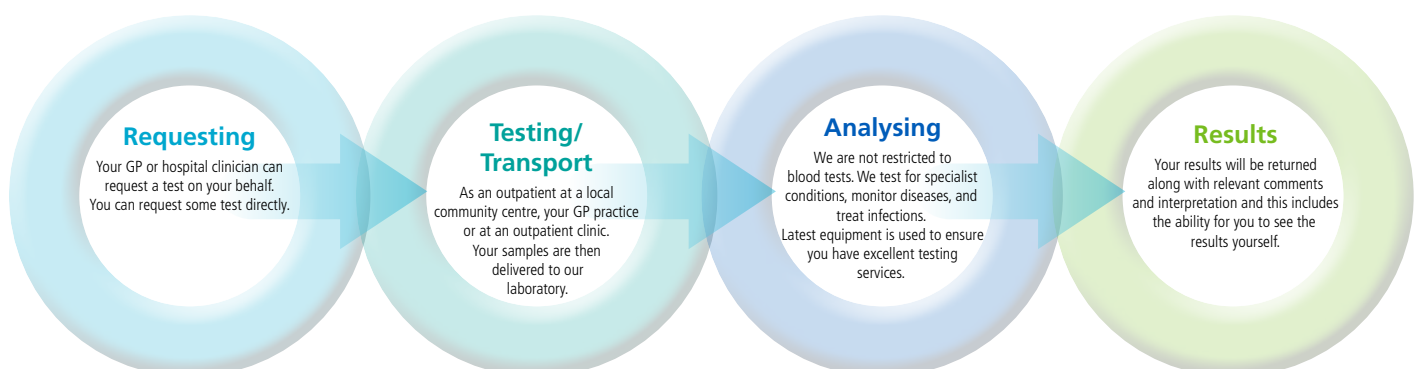 Requesting
Your GP or hospital clinician can
request a test on your behalf.
You can request some test directly.
Testing/
Transport
As an outpatient at a local
community centre, your GP practice
or at an outpatient clinic.
Your samples are then
delivered to our
laboratory.
Analysing
We are not restricted to
blood tests. We test for specialist
conditions, monitor diseases, and
treat infections.
Latest equipment is used to ensure
you have excellent testing
services.
Results
Your results will be returned
along with relevant comments
and interpretation and this includes
the ability for you to see the
results yourself.